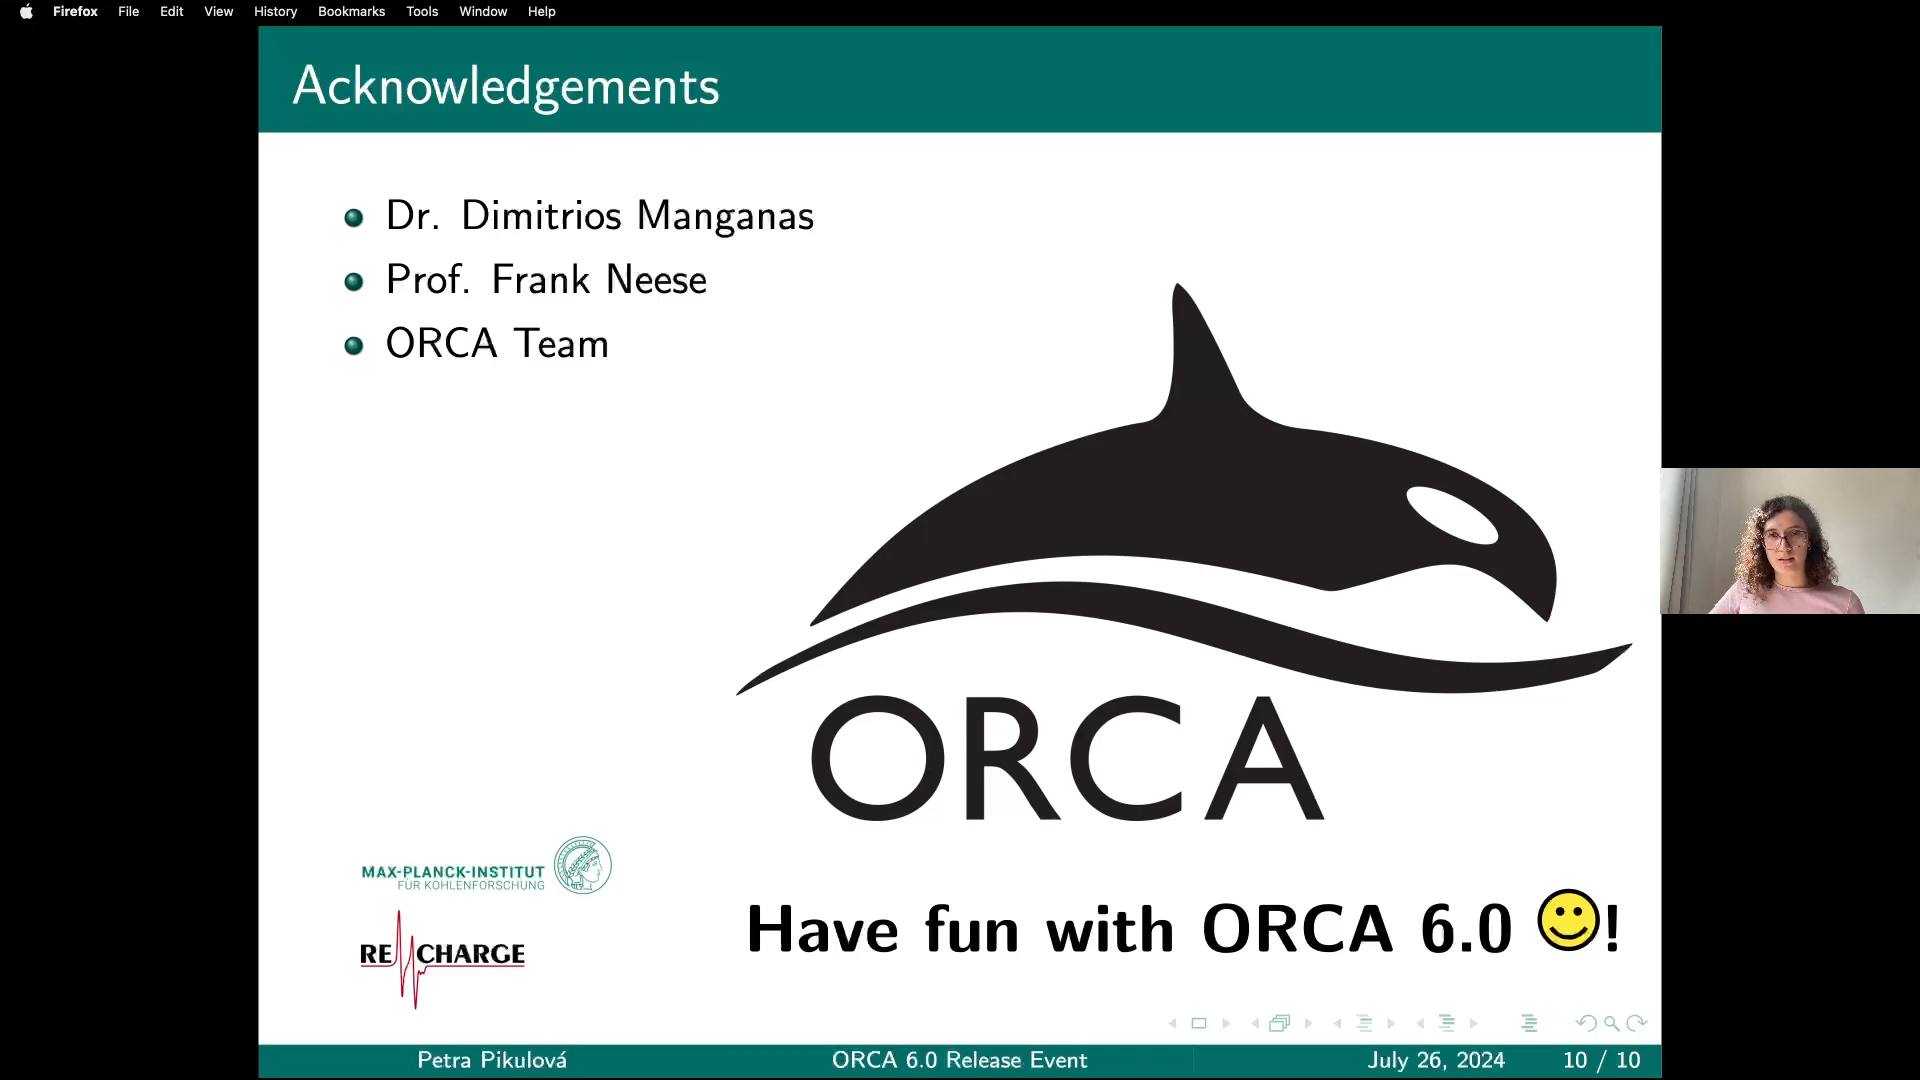 Firefox File Edit View History Bookmarks Tools Window Help
Acknowledgements
Dr. Dimitrios Manganas
Prof. Frank Neese
ORCA Team
ORCA
MAX-PLANCK-INSTITUT
FÜR KOHLENFORSCHUNG
RECHARGE
Have fun with ORCA 6.0 !
Petra Pikulová ORCA 6.0 Release Event July 26, 2024 10 / 10